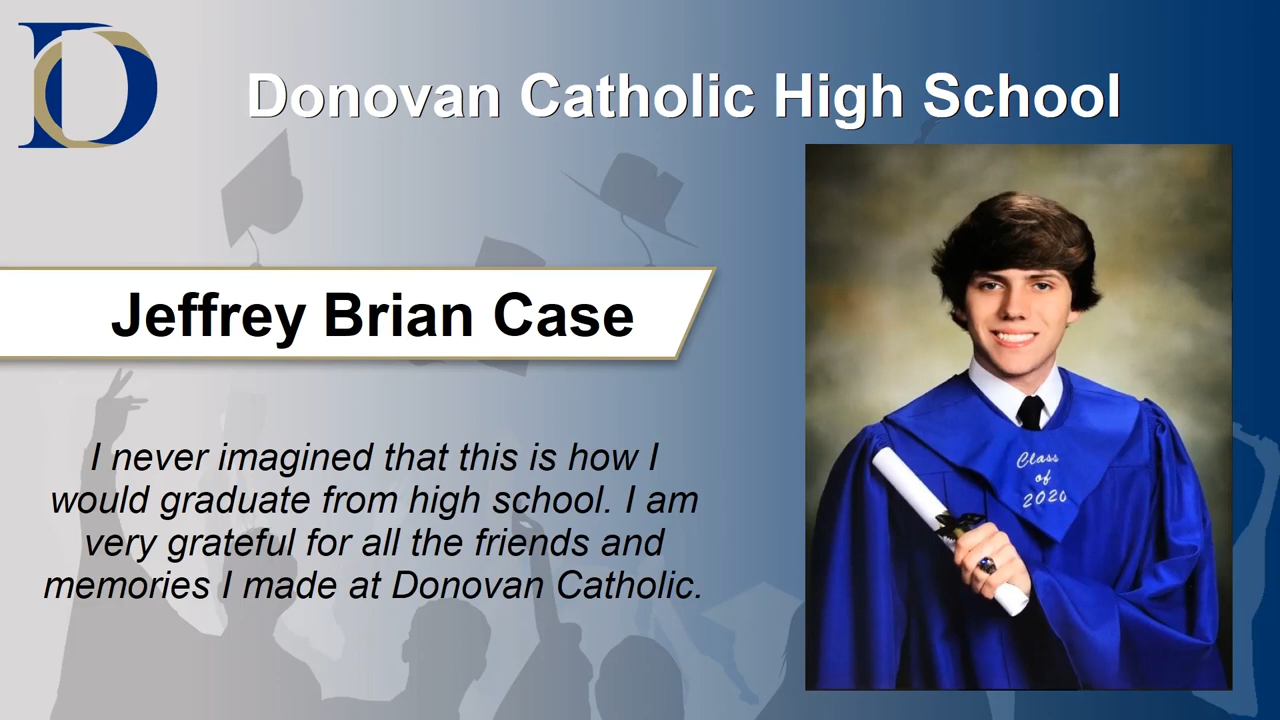 DC
Donovan Catholic High School
Jeffrey Brian Case
I never imagined that this is how I
would graduate from high school. I am
very grateful for all the friends and
memories I made at Donovan Catholic.
Class
of
2020